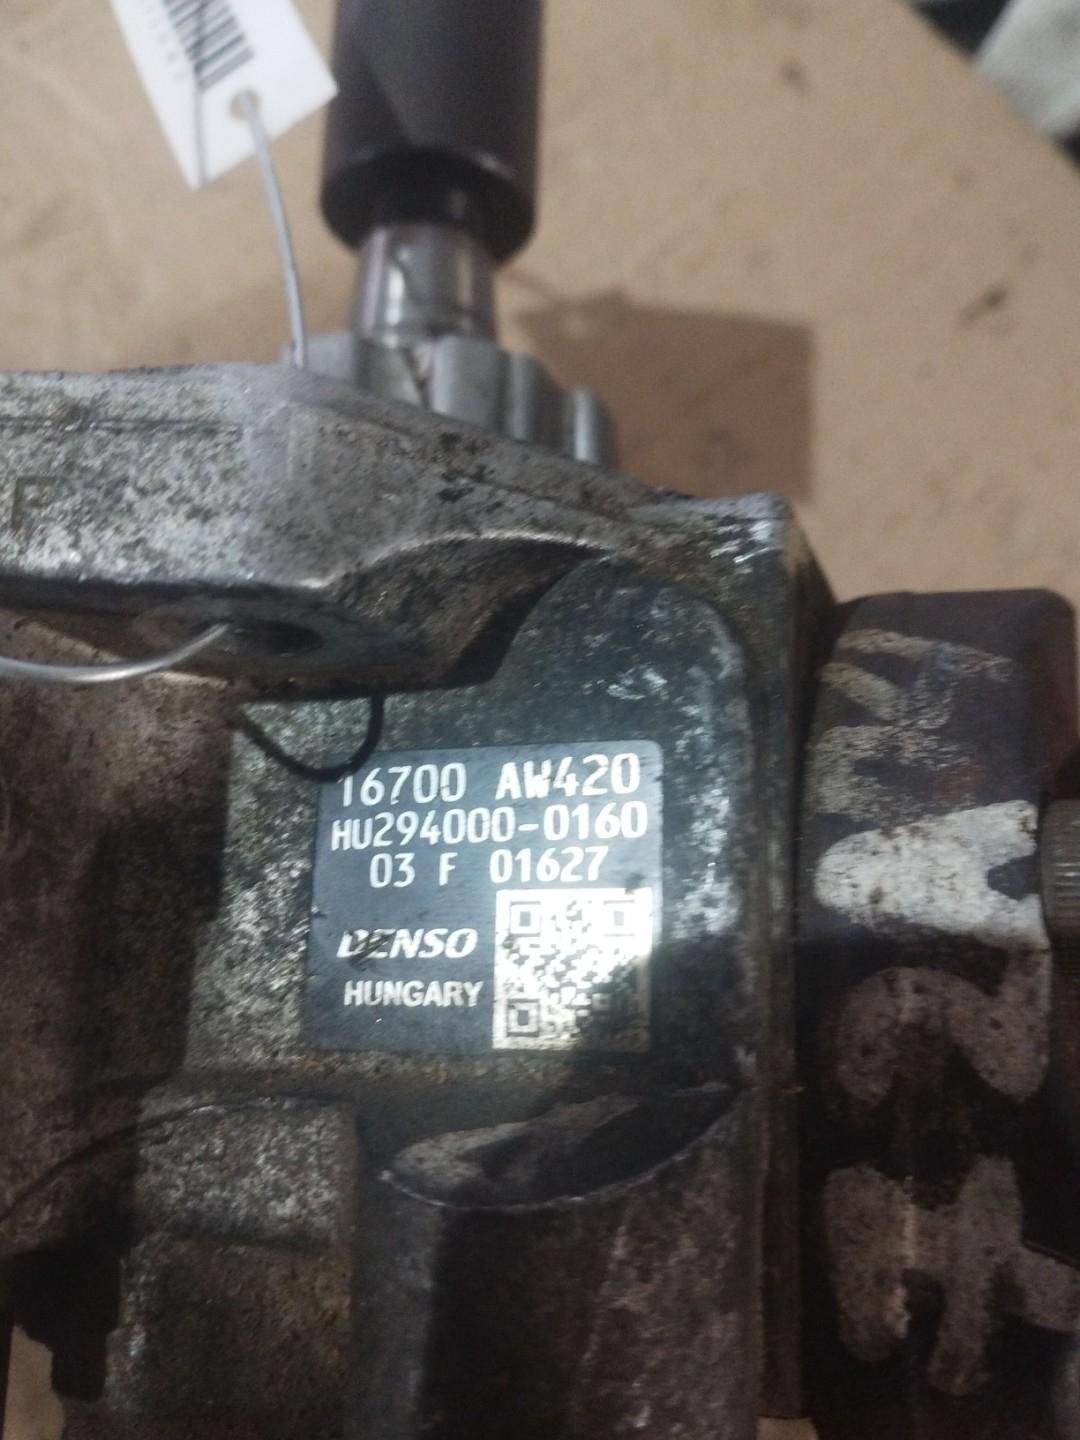 16700 AW420
HU294000-0160
03 F 01627
DENSO
HUNGARY